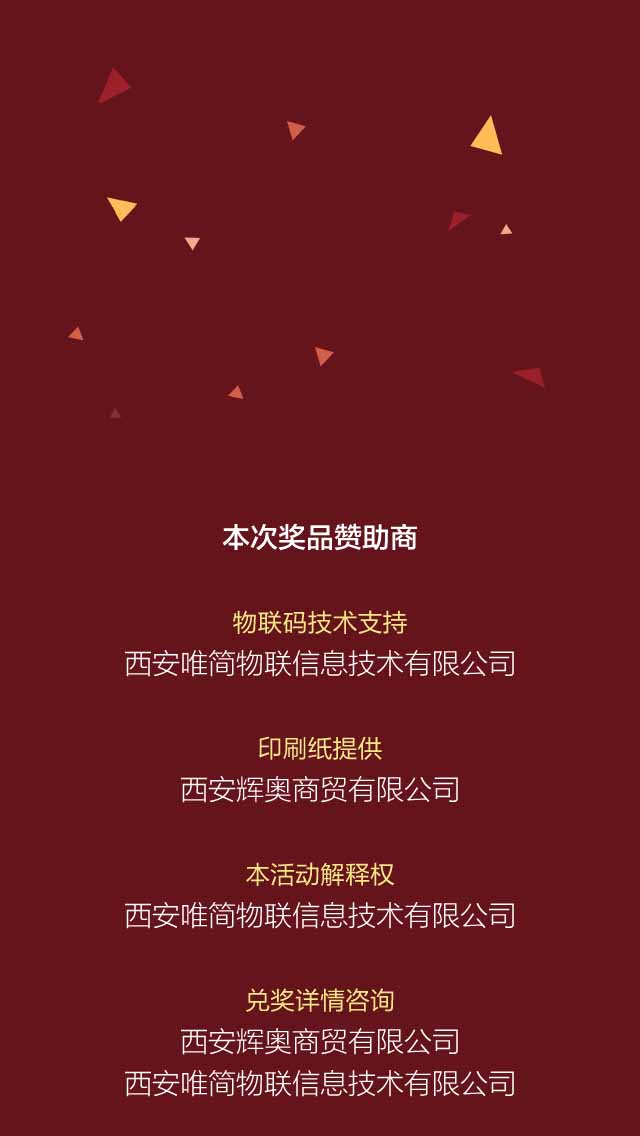 本次奖品赞助商
物联码技术支持
西安唯简物联信息技术有限公司
印刷纸提供
西安辉奥商贸有限公司
本活动解释权
西安唯简物联信息技术有限公司
兑奖详情咨询
西安辉奥商贸有限公司
西安唯简物联信息技术有限公司